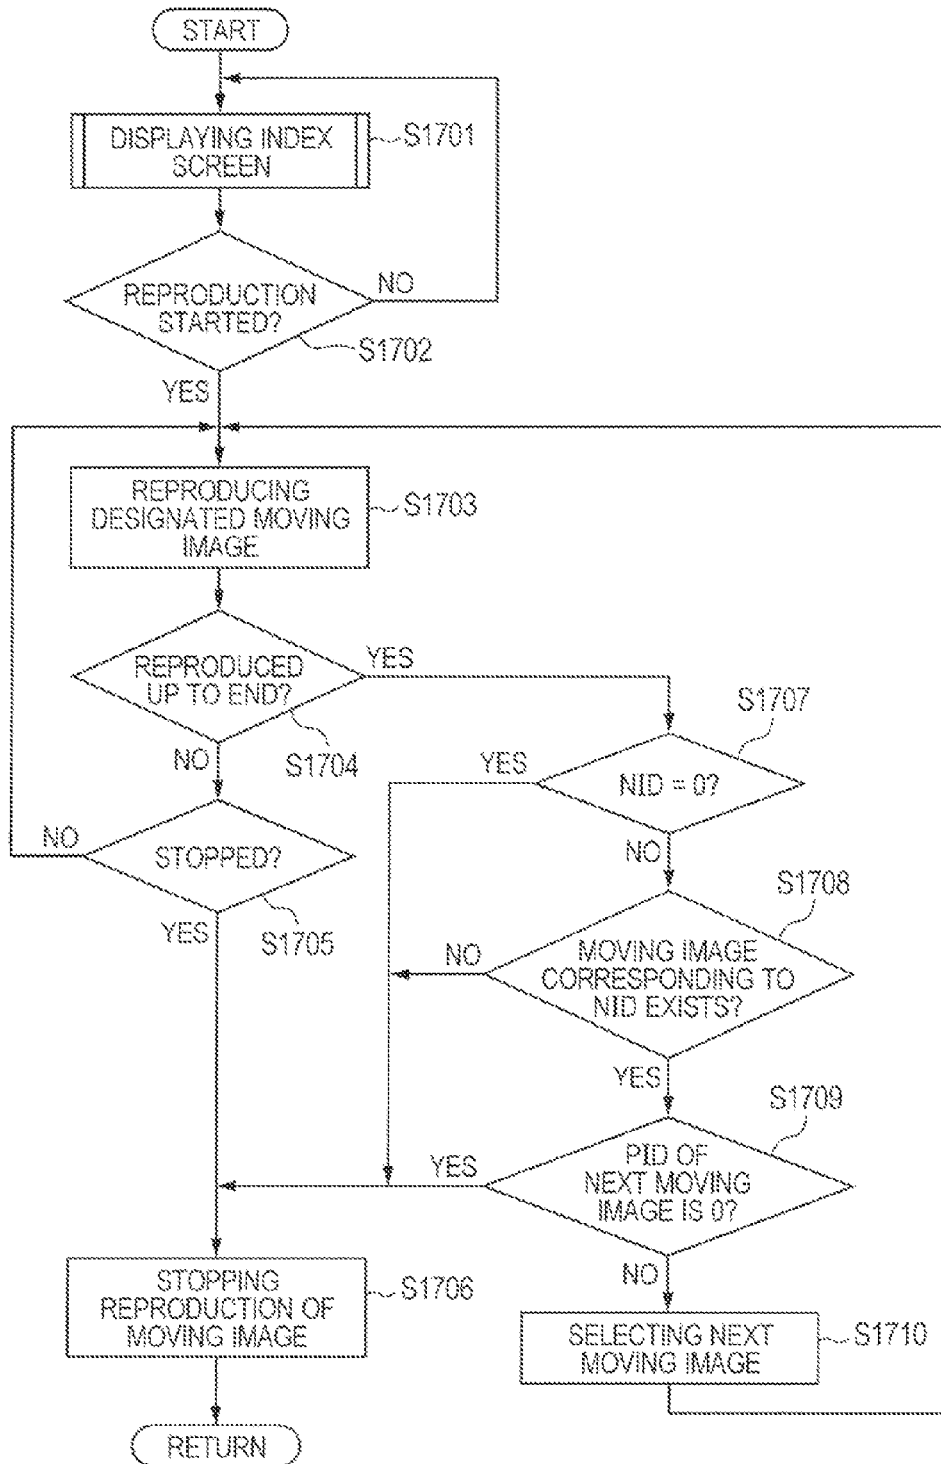 START
DISPLAYING INDEX
SCREEN
S1701
REPRODUCTION
STARTED?
NO
S1702
YES
REPRODUCING
DESIGNATED MOVING
IMAGE
S1703
REPRODUCED
UP TO END?
YES
S1704
NO
S1707
NID = 0?
YES
NO
STOPPED?
NO
S1705
YES
S1708
MOVING IMAGE
CORRESPONDING TO
NID EXISTS?
NO
YES
S1709
PID OF
NEXT MOVING
IMAGE IS 0?
YES
NO
STOPPING
REPRODUCTION OF
MOVING IMAGE
S1706
SELECTING NEXT
MOVING IMAGE
S1710
RETURN